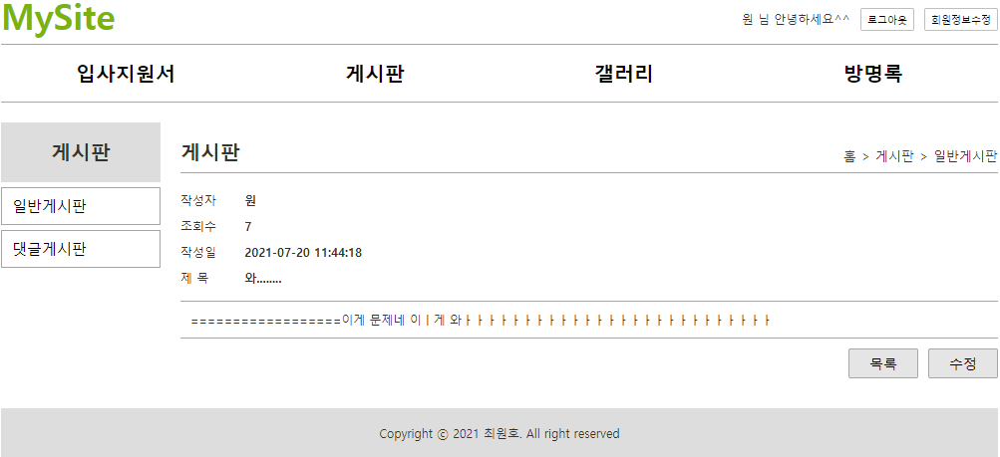 MySite
원 님 안녕하세요^^ 로그아웃 회원정보수정
입사지원서 게시판 갤러리 방명록
게시판
일반게시판
댓글게시판
게시판
홈 > 게시판 > 일반게시판
작성자 원
조회수 7
작성일 2021-07-20 11:44:18
제 목 와........
==================이게 문제네 이ㅣ게 와ㅏㅏㅏㅏㅏㅏㅏㅏㅏㅏㅏㅏㅏㅏㅏㅏㅏㅏㅏㅏㅏㅏㅏㅏㅏㅏ
목록 수정
Copyright ⓒ 2021 최원호. All right reserved